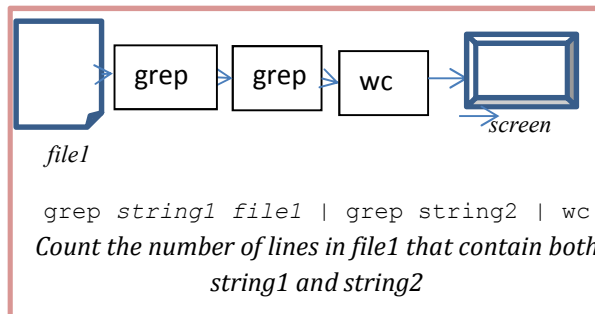 grep grep wc
screen
file1
grep string1 file1 | grep string2 | wc
Count the number of lines in file1 that contain both
string1 and string2